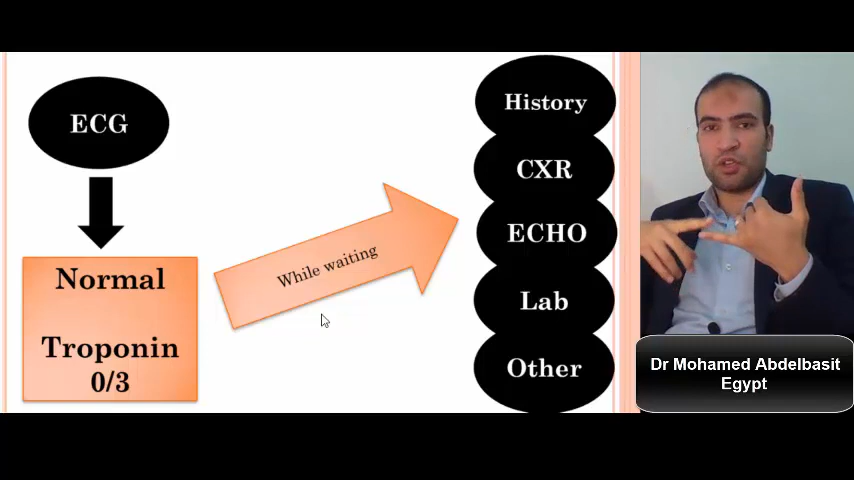 ECG
Normal
Troponin
0/3
While waiting
History
CXR
ECHO
Lab
Other
Dr Mohamed Abdelbasit
Egypt